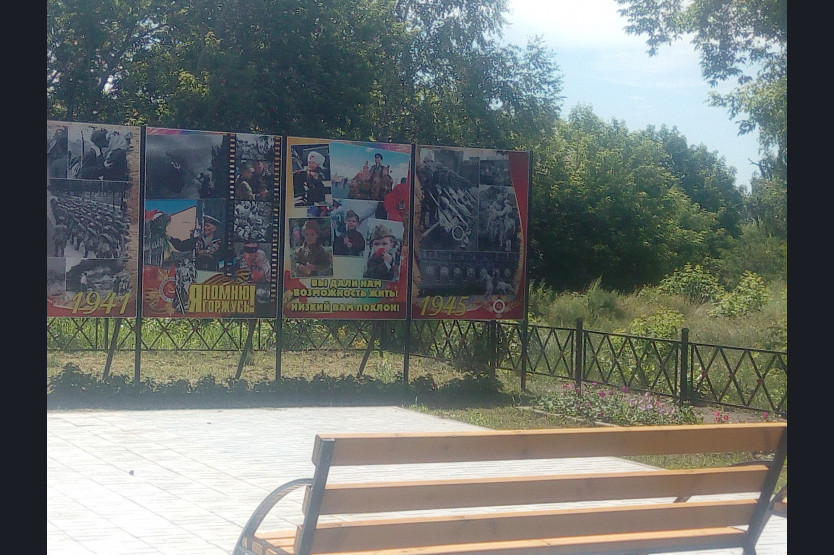 1941
Я ПОМНЮ
Я ГОРЖУСЬ
ВЫ ДАЛИ НАМ
ВОЗМОЖНОСТЬ ЖИТЬ!
НИЗКИЙ ВАМ ПОКЛОН!
1945